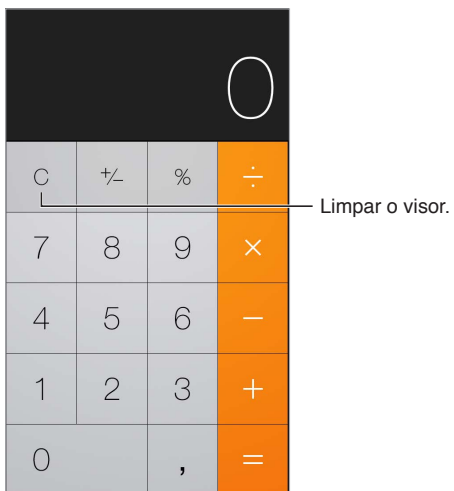 0
C +/− % ÷
Limpar o visor.
7 8 9 ×
4 5 6 −
1 2 3 +
0 , =